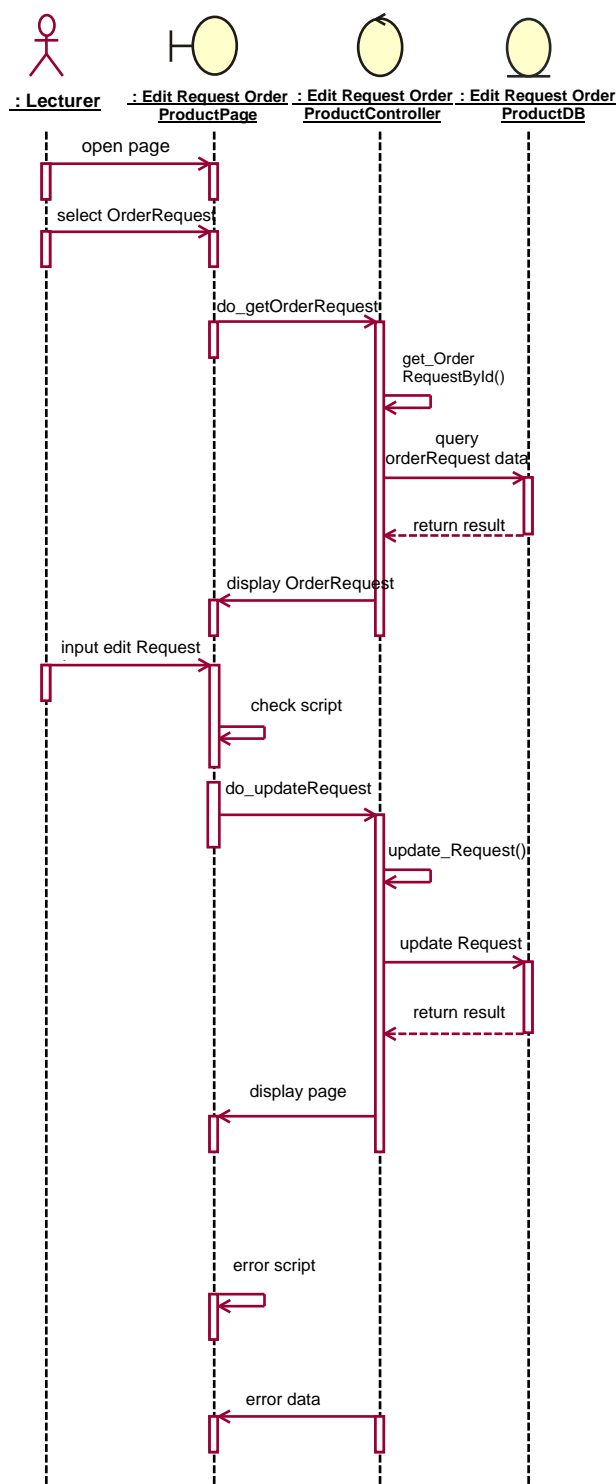 : Lecturer
: Edit Request Order
ProductPage
: Edit Request Order
ProductController
: Edit Request Order
ProductDB
open page
select OrderRequest
do_getOrderRequest
get_Order
RequestById()
query
orderRequest data
return result
display OrderRequest
input edit Request
check script
do_updateRequest
update_Request()
update Request
return result
display page
error script
error data